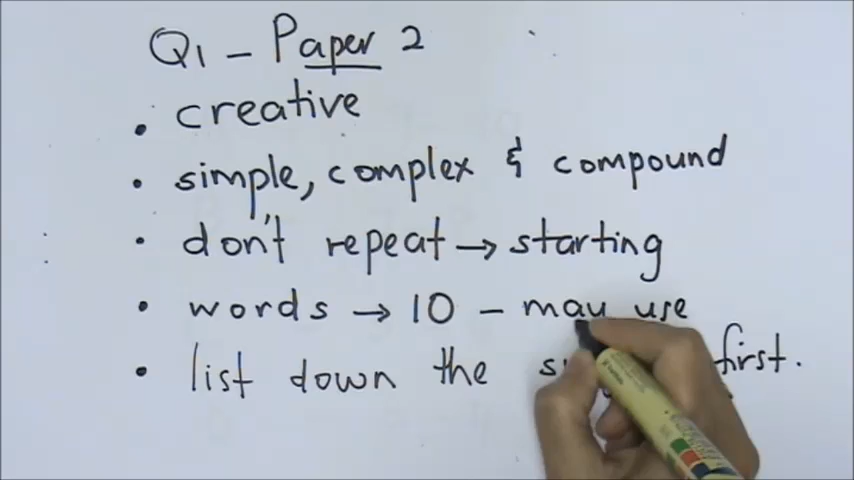 Q1 - Paper 2
• creative
• simple, complex & compound
• don't repeat → starting
• words → 10 - may use
• list down the first.